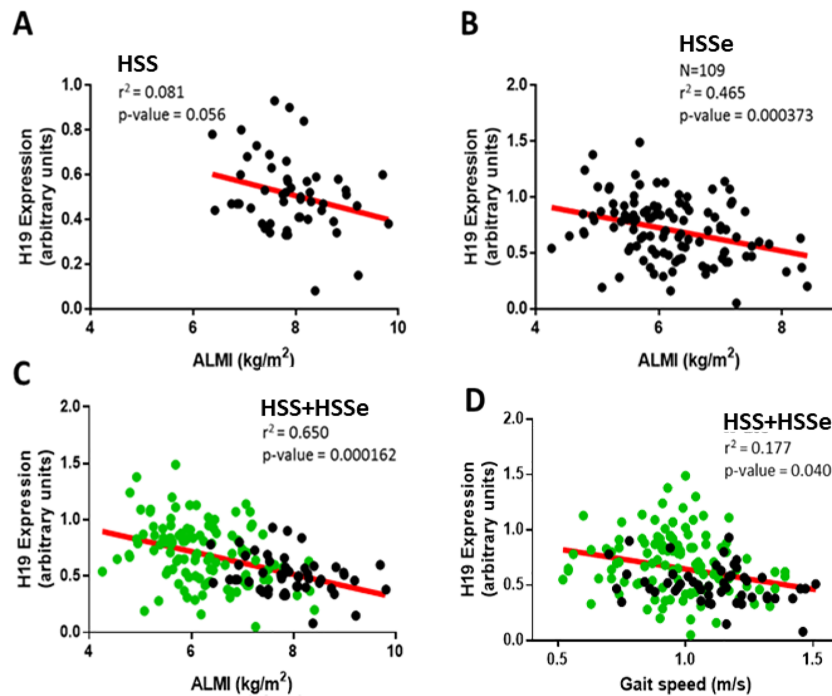 A
HSS
r² = 0.081
p-value = 0.056
H19 Expression
(arbitrary units)
1.0
0.8
0.6
0.4
0.2
0.0
4
6
8
10
ALMI (kg/m²)
B
HSSe
N=109
r² = 0.465
p-value = 0.000373
H19 Expression
(arbitrary units)
2.0
1.5
1.0
0.5
0.0
4
6
8
ALMI (kg/m²)
C
HSS+HSSe
r² = 0.650
p-value = 0.000162
H19 Expression
(arbitrary units)
2.0
1.5
1.0
0.5
0.0
4
6
8
10
ALMI (kg/m²)
D
HSS+HSSe
r² = 0.177
p-value = 0.040
H19 Expression
(arbitrary units)
2.0
1.5
1.0
0.5
0.0
0.5
1.0
1.5
Gait speed (m/s)